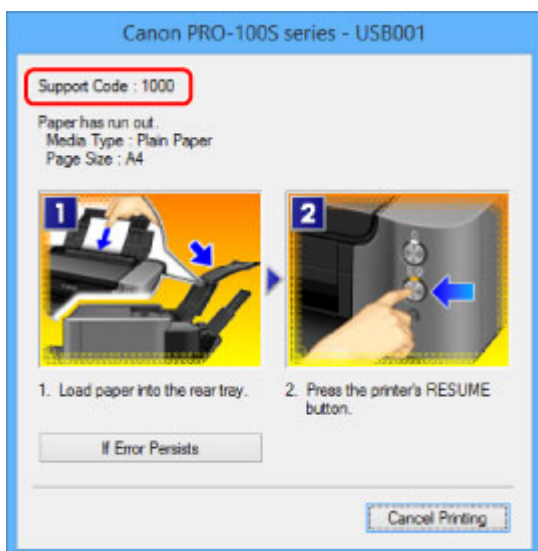 Canon PRO-100S series - USB001
Support Code : 1000
Paper has run out.
Media Type : Plain Paper
Page Size : A4
1
2
1. Load paper into the rear tray.
2. Press the printer's RESUME
button.
If Error Persists
Cancel Printing